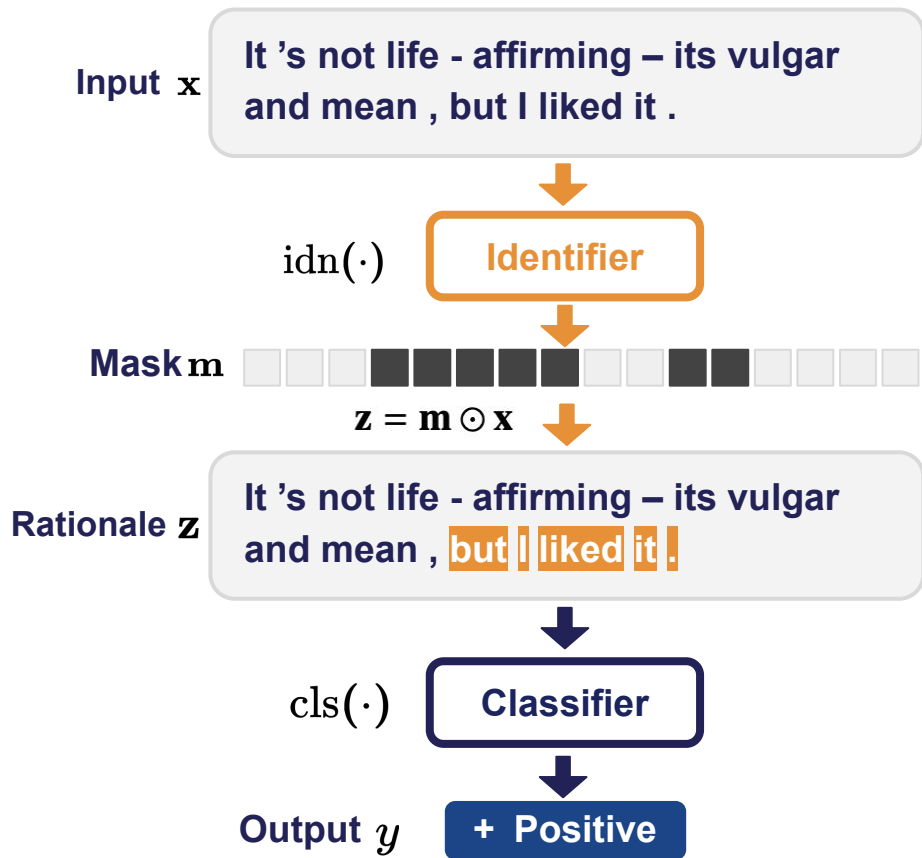 Input x
It 's not life - affirming – its vulgar
and mean , but I liked it .
idn(·)
Identifier
Mask m
z = m ⊙ x
Rationale z
It 's not life - affirming – its vulgar
and mean , but I liked it .
cls(·)
Classifier
Output y
+ Positive